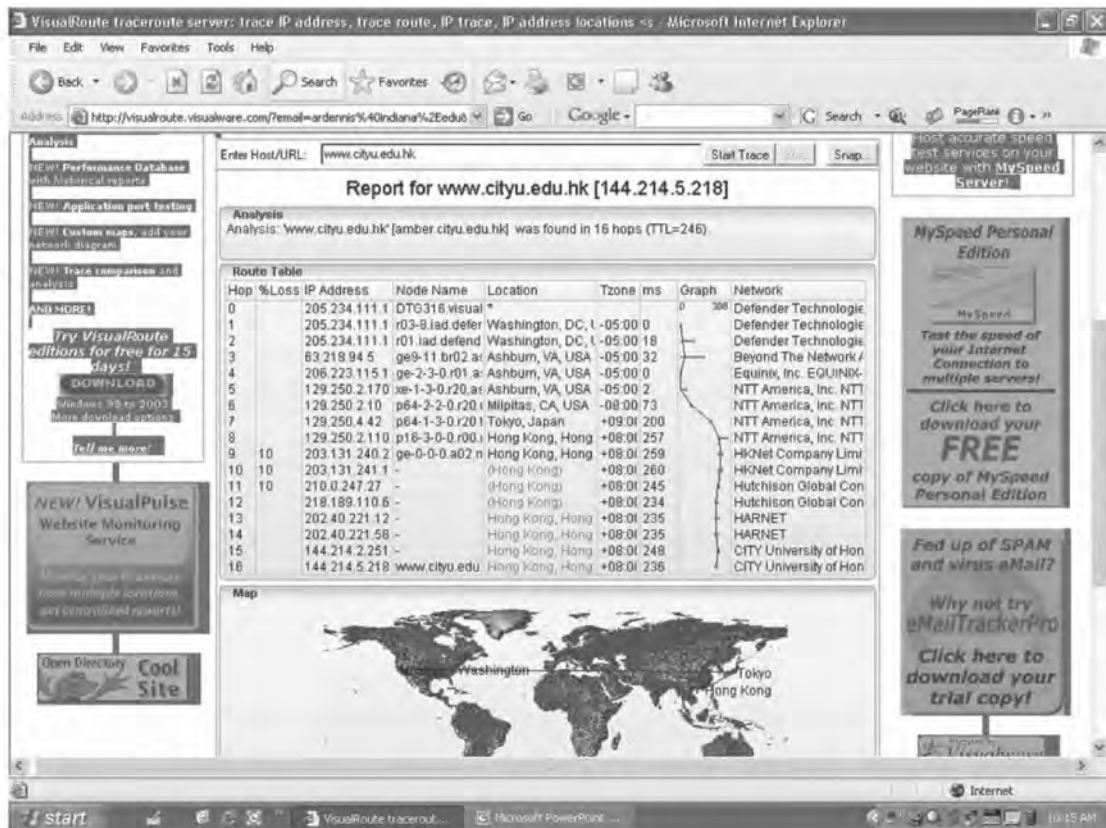 VisualRoute traceroute server: trace IP address, trace route, IP trace, IP address locations <s - Microsoft Internet Explorer
File Edit View Favorites Tools Help
Back Search Favorites
Address http://visualroute.visualware.com/?email=ardennis%40indiana%2Eedu& Go Google Search PageRank
Analysis
NEW! Performance Database with historical reports
NEW! Application port testing
NEW! Custom maps, add your network diagram
NEW! Trace comparison and analysis
AND MORE!
Try VisualRoute
editions for free for 15
days!
DOWNLOAD
Windows 98 to 2003
More download options
Tell me more!
NEW! VisualPulse
Website Monitoring
Service
from multiple locations,
get centralized reports!
Open Directory Cool Site
Enter Host/URL: www.cityu.edu.hk Start Trace Snap...
Report for www.cityu.edu.hk [144.214.5.218]
Analysis
Analysis: 'www.cityu.edu.hk' [amber.cityu.edu.hk] was found in 16 hops (TTL=246).
Route Table
Hop %Loss IP Address Node Name Location Tzone ms Graph Network
0 205.234.111.1 DTG316.visual * 0 398 Defender Technologie
1 205.234.111.1 r03-8.iad.defer Washington, DC, U -05:00 0 Defender Technologie
2 205.234.111.1 r01.iad.defend Washington, DC, U -05:00 18 Defender Technologie
3 63.218.94.5 ge9-11.br02.as Ashburn, VA, USA -05:00 32 Beyond The Network A
4 206.223.115.1 ge-2-3-0.r01.a Ashburn, VA, USA -05:00 0 Equinix, Inc. EQUINIX-
5 129.250.2.170 xe-1-3-0.r20.as Ashburn, VA, USA -05:00 2 NTT America, Inc. NTT
6 129.250.2.10 p64-2-2-0.r20.r Milpitas, CA, USA -08:00 73 NTT America, Inc. NTT
7 129.250.4.42 p64-1-3-0.r20.t Tokyo, Japan +09:00 200 NTT America, Inc. NTT
8 129.250.2.110 p16-3-0-0.r00.r Hong Kong, Hong +08:00 257 NTT America, Inc. NTT
9 10 203.131.240.2 ge-0-0-0.a02.n Hong Kong, Hong +08:00 259 HKNet Company Limi
10 10 203.131.241.1 - (Hong Kong) +08:00 260 HKNet Company Limi
11 10 210.0.247.27 - (Hong Kong) +08:00 245 Hutchison Global Con
12 218.189.110.6 - (Hong Kong) +08:00 234 Hutchison Global Con
13 202.40.221.12 - Hong Kong, Hong +08:00 235 HARNET
14 202.40.221.58 - Hong Kong, Hong +08:00 235 HARNET
15 144.214.2.251 - Hong Kong, Hong +08:00 248 CITY University of Hon
16 144.214.5.218 www.cityu.edu. Hong Kong, Hong +08:00 236 CITY University of Hon
Map
Washington
Tokyo
Hong Kong
Host accurate speed
test services on your
website with MySpeed
Server!
MySpeed Personal
Edition
MySpeed
Test the speed of
your Internet
Connection to
multiple servers!
Click here to
download your
FREE
copy of MySpeed
Personal Edition
Fed up of SPAM
and virus eMail?
Why not try
eMailTrackerPro
Click here to
download your
trial copy!
Visualware
Internet
start VisualRoute tracerout... Microsoft PowerPoint ... 10:15 AM